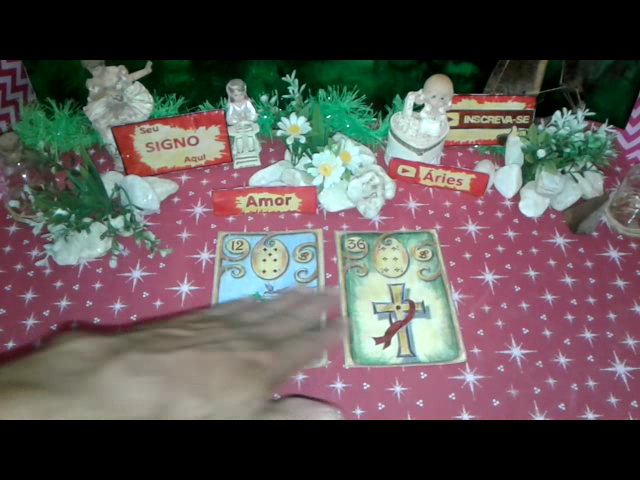 Seu
SIGNO
Aqui
INSCREVA-SE
Áries
Amor
12
36